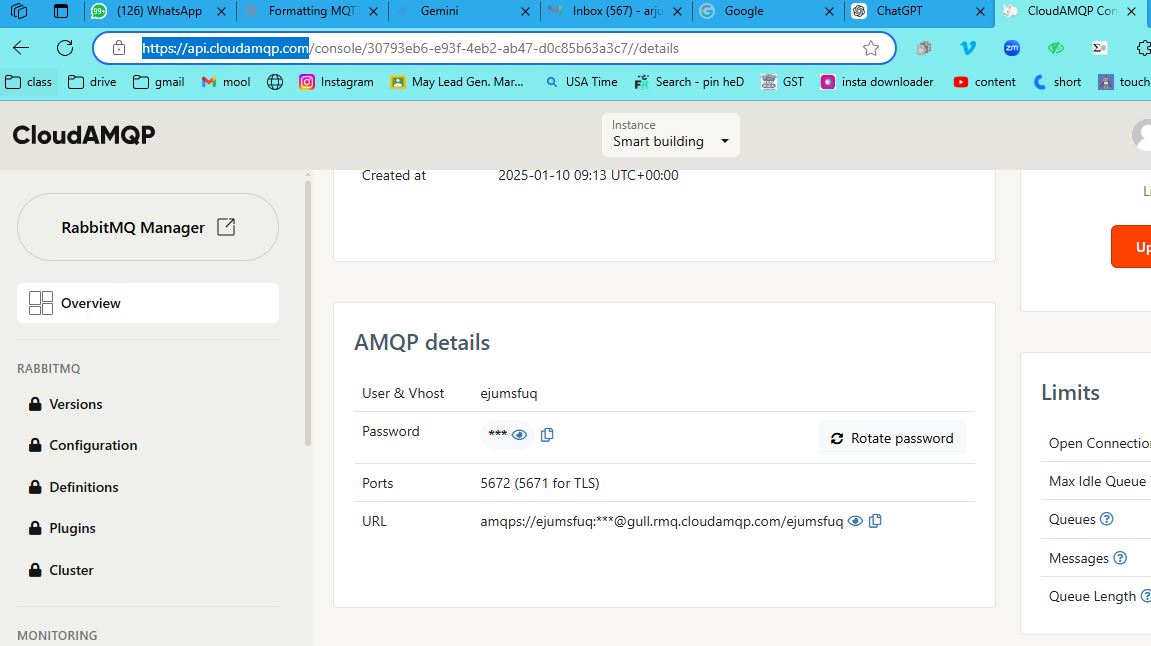 (126) WhatsApp
Formatting MQT
Gemini
Inbox (567) - arju
Google
ChatGPT
CloudAMQP Con
https://api.cloudamqp.com/console/30793eb6-e93f-4eb2-ab47-d0c85b63a3c7//details
class
drive
gmail
mool
Instagram
May Lead Gen. Mar...
USA Time
Search - pin heD
GST
insta downloader
content
short
touch
CloudAMQP
Instance
Smart building
RabbitMQ Manager
Overview
RABBITMQ
Versions
Configuration
Definitions
Plugins
Cluster
MONITORING
Created at 2025-01-10 09:13 UTC+00:00
AMQP details
User & Vhost ejumsfuq
Password *** Rotate password
Ports 5672 (5671 for TLS)
URL amqps://ejumsfuq:***@gull.rmq.cloudamqp.com/ejumsfuq
Up
Limits
Open Connection
Max Idle Queue
Queues
Messages
Queue Length